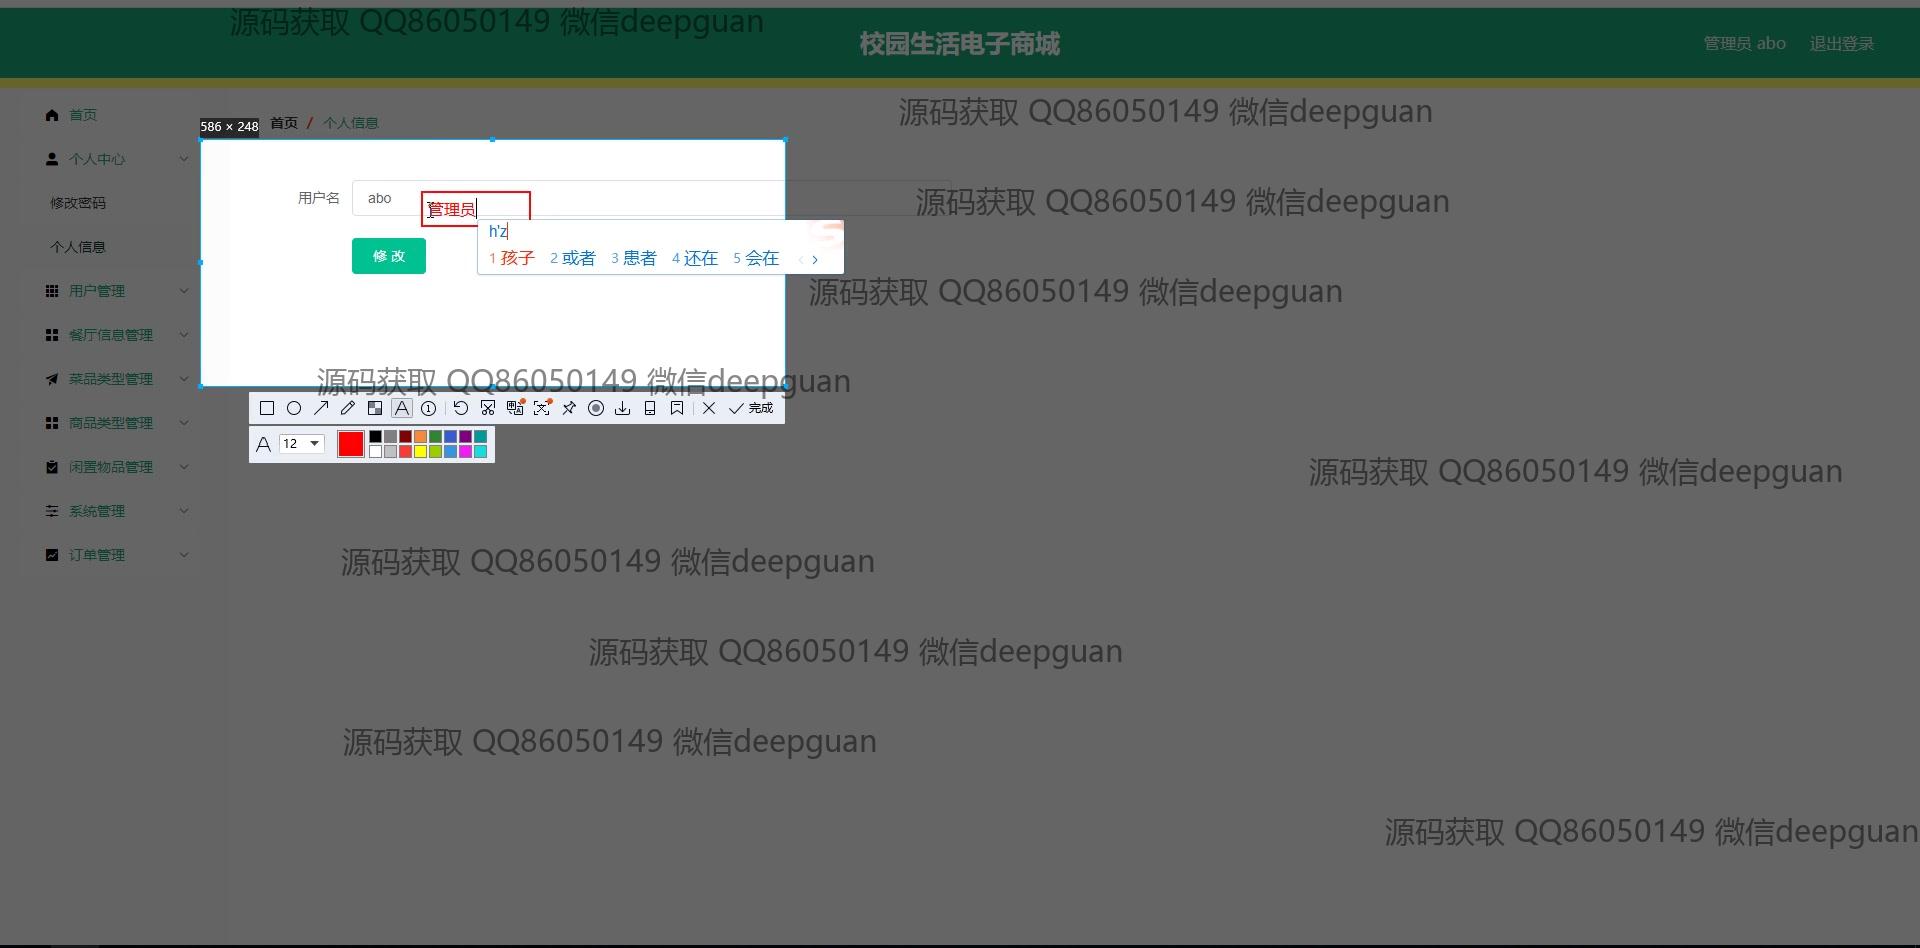 源码获取 QQ86050149 微信deepguan
校园生活电子商城
管理员 abo
退出登录
首页
源码获取 QQ86050149 微信deepguan
586 × 248
首页 / 个人信息
个人中心
用户名
abo
修改密码
源码获取 QQ86050149 微信deepguan
管理员
h'z
个人信息
修 改
1 孩子 2 或者 3 患者 4 还在 5 会在
用户管理
源码获取 QQ86050149 微信deepguan
餐厅信息管理
菜品类型管理
源码获取 QQ86050149 微信deepguan
完成
商品类型管理
A 12
闲置物品管理
源码获取 QQ86050149 微信deepguan
系统管理
订单管理
源码获取 QQ86050149 微信deepguan
源码获取 QQ86050149 微信deepguan
源码获取 QQ86050149 微信deepguan
源码获取 QQ86050149 微信deepguan